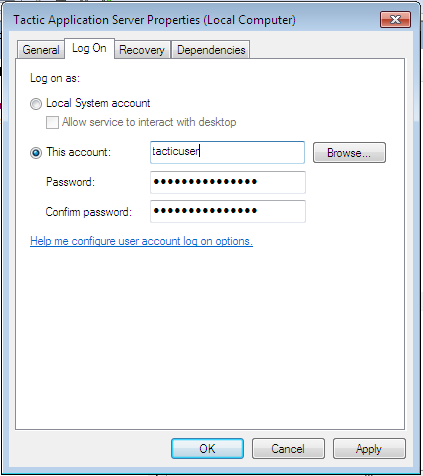 Tactic Application Server Properties (Local Computer)
General Log On Recovery Dependencies
Log on as:
Local System account
Allow service to interact with desktop
This account: tacticuser Browse...
Password: •••••••••••••••
Confirm password: •••••••••••••••
Help me configure user account log on options.
OK Cancel Apply